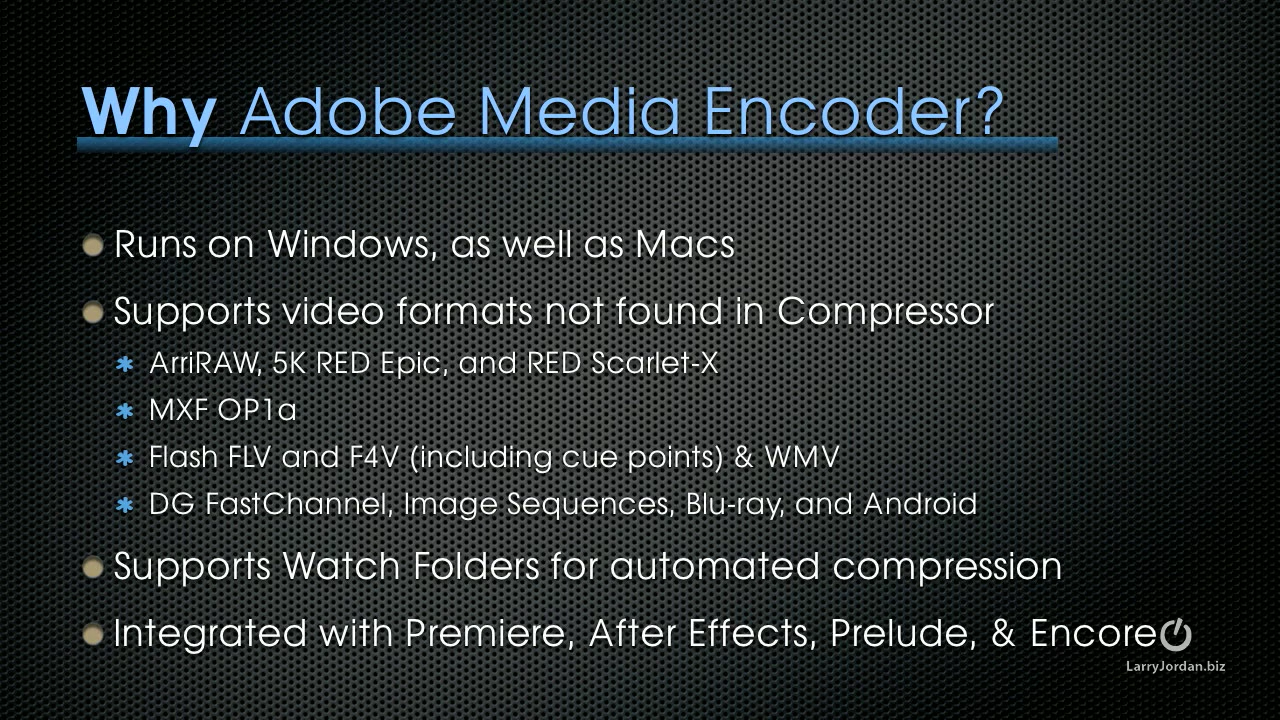 Why Adobe Media Encoder?
Runs on Windows, as well as Macs
Supports video formats not found in Compressor
ArriRAW, 5K RED Epic, and RED Scarlet-X
MXF OP1a
Flash FLV and F4V (including cue points) & WMV
DG FastChannel, Image Sequences, Blu-ray, and Android
Supports Watch Folders for automated compression
Integrated with Premiere, After Effects, Prelude, & Encore
LarryJordan.biz